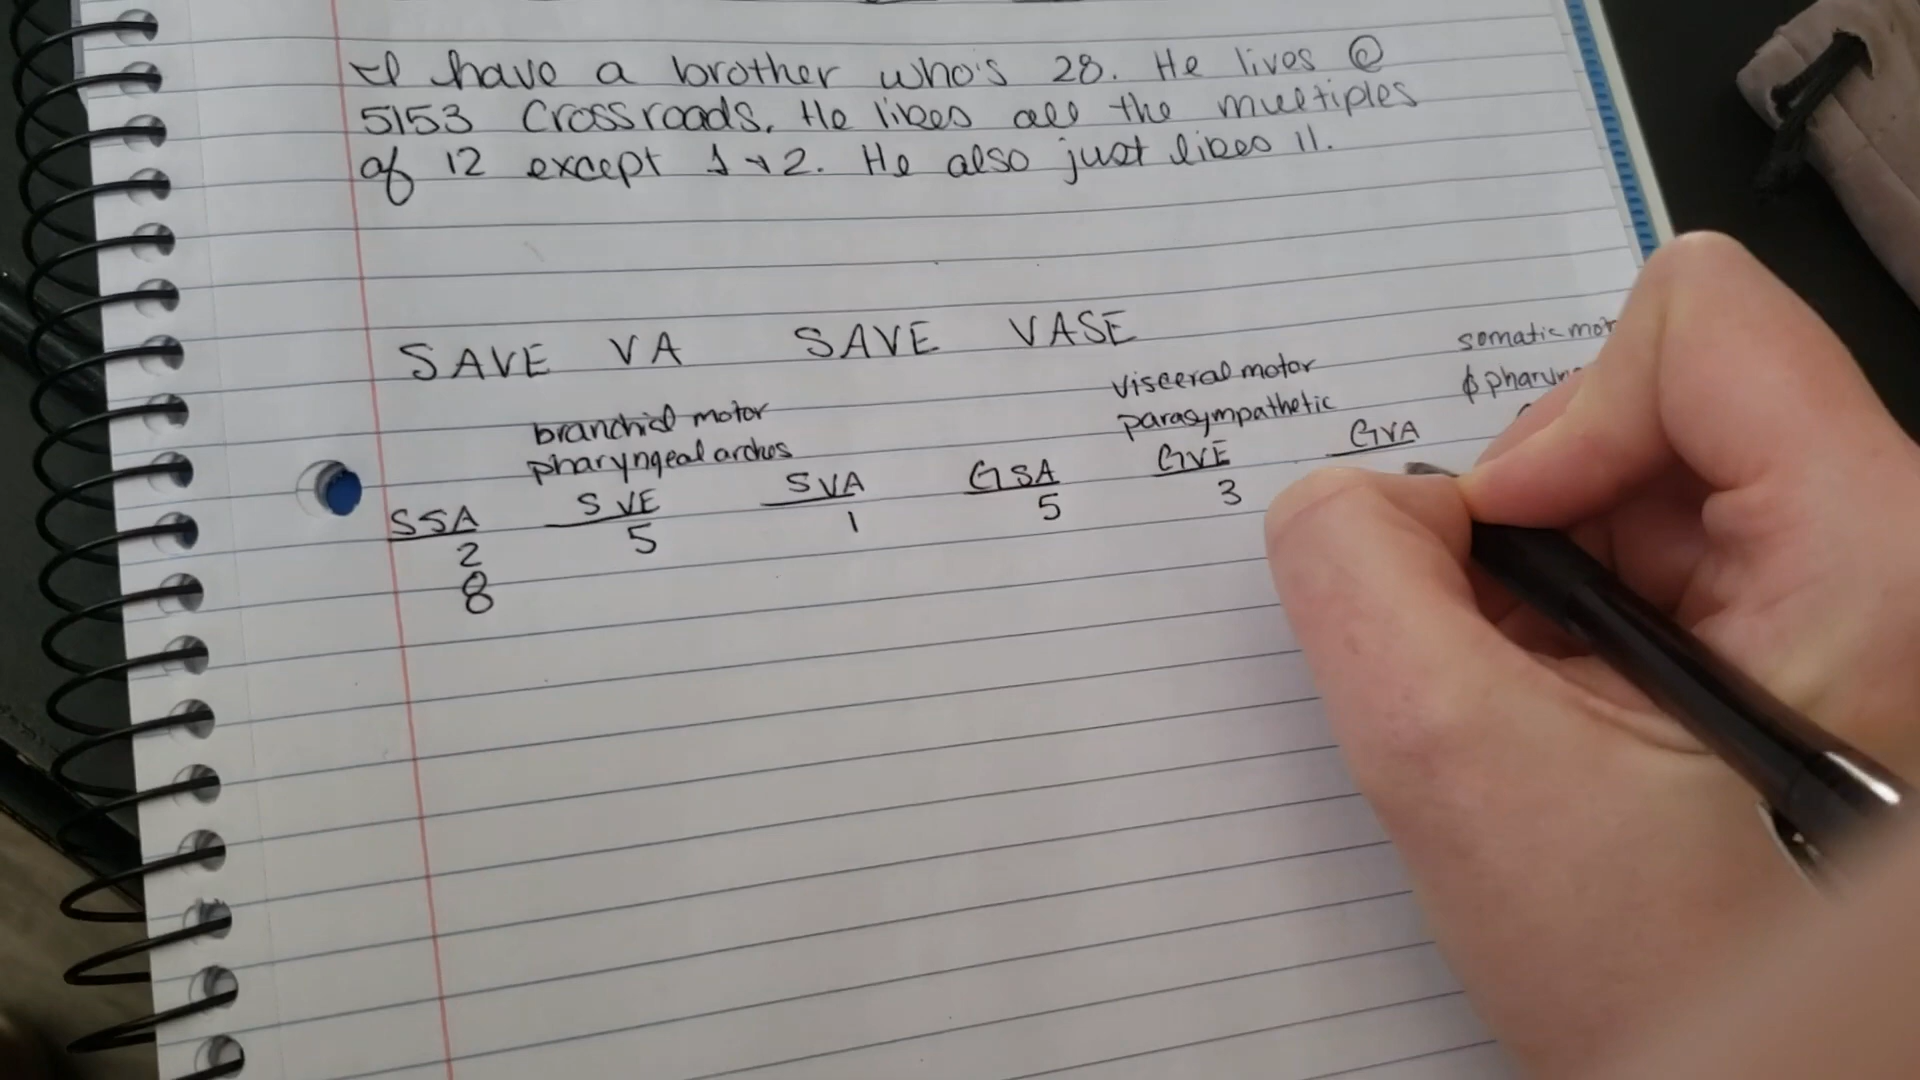 I have a brother who's 28. He lives @
5153 Crossroads. He likes all the multiples
of 12 except 1 + 2. He also just likes 11.
SAVE VA SAVE VASE
branchial motor
pharyngeal arches
visceral motor
parasympathetic
somatic
SSA SVE SVA GSA GVE GVA
2 5 1 5 3
8